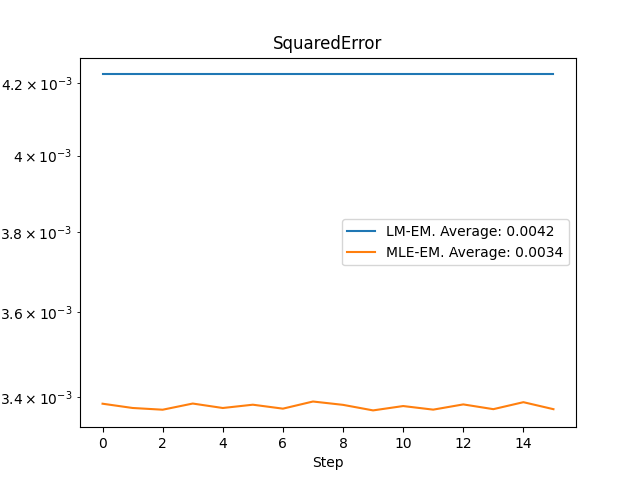 SquaredError
4.2 × 10⁻³
4 × 10⁻³
3.8 × 10⁻³
3.6 × 10⁻³
3.4 × 10⁻³
LM-EM. Average: 0.0042
MLE-EM. Average: 0.0034
0 2 4 6 8 10 12 14
Step